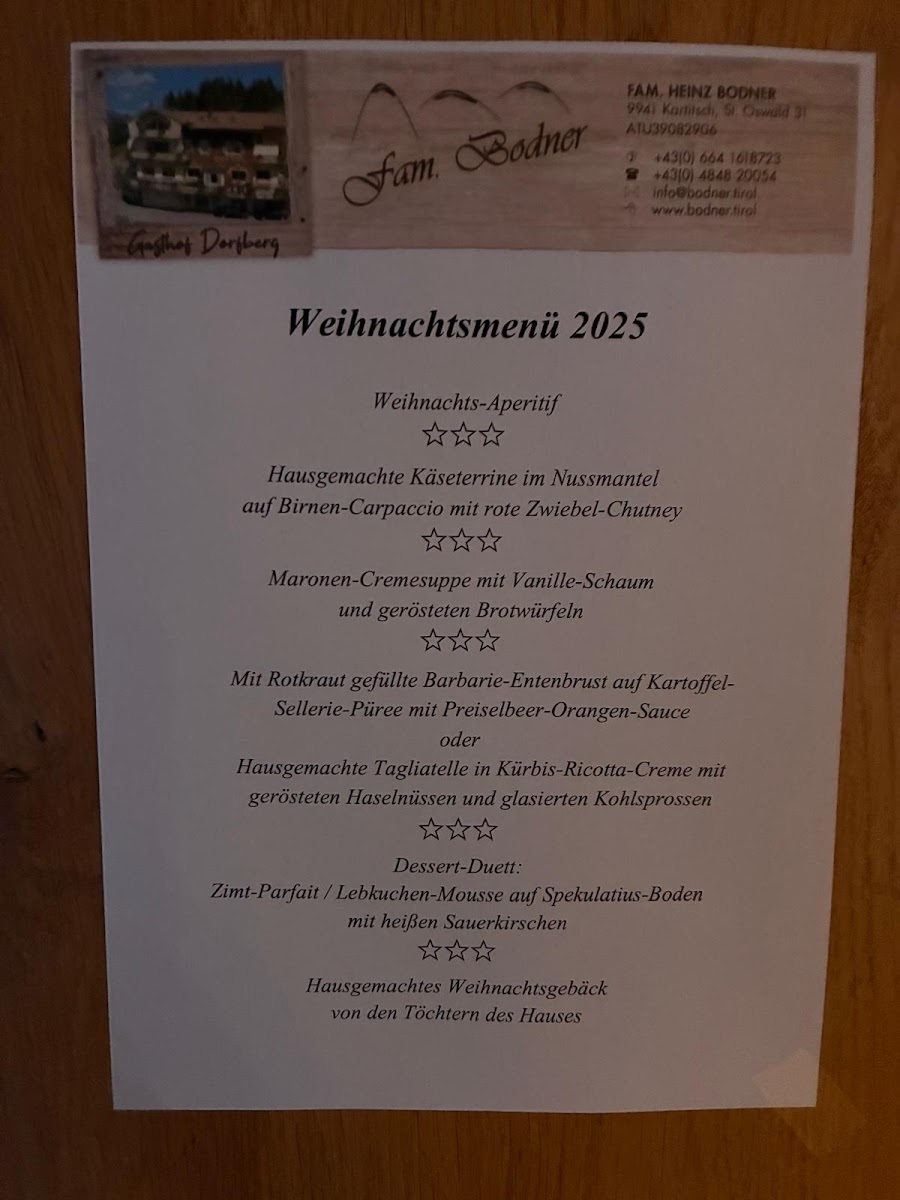 Gasthof Dorfberg
Fam. Bodner
FAM. HEINZ BODNER
9941 Kartitsch, St. Oswald 31
ATU39082906
+43(0) 664 1618723
+43(0) 4848 20054
info@bodner.tirol
www.bodner.tirol
Weihnachtsmenü 2025
Weihnachts-Aperitif
☆☆☆
Hausgemachte Käseterrine im Nussmantel
auf Birnen-Carpaccio mit rote Zwiebel-Chutney
☆☆☆
Maronen-Cremesuppe mit Vanille-Schaum
und gerösteten Brotwürfeln
☆☆☆
Mit Rotkraut gefüllte Barbarie-Entenbrust auf Kartoffel-
Sellerie-Püree mit Preiselbeer-Orangen-Sauce
oder
Hausgemachte Tagliatelle in Kürbis-Ricotta-Creme mit
gerösteten Haselnüssen und glasierten Kohlsprossen
☆☆☆
Dessert-Duett:
Zimt-Parfait / Lebkuchen-Mousse auf Spekulatius-Boden
mit heißen Sauerkirschen
☆☆☆
Hausgemachtes Weihnachtsgebäck
von den Töchtern des Hauses